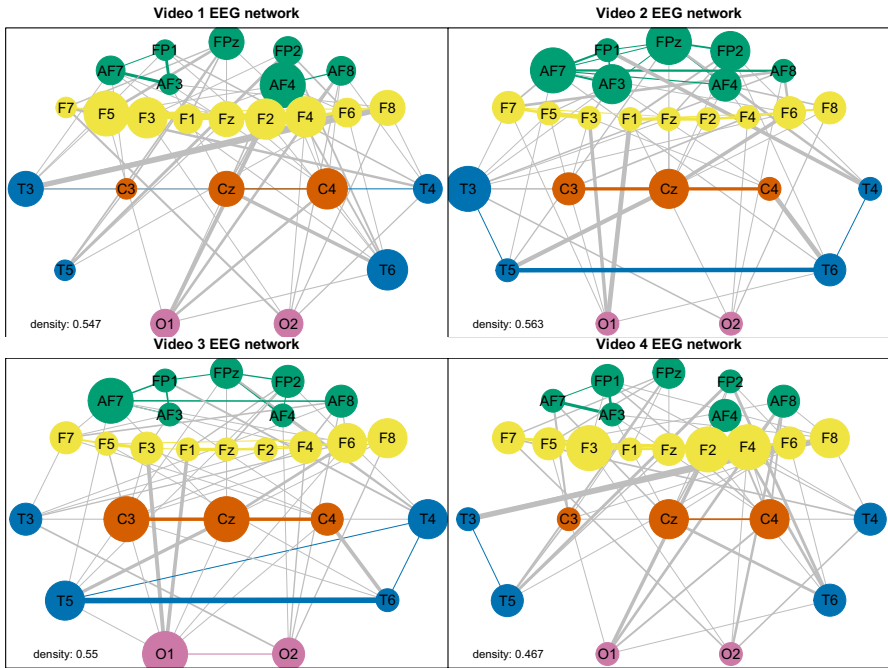 Video 1 EEG network
Video 2 EEG network
FP1 FPz FP2
AF7 AF3 AF4 AF8
F7 F5 F3 F1 Fz F2 F4 F6 F8
T3 C3 Cz C4 T4
T5 T6
O1 O2
density: 0.547
FP1 FPz FP2
AF7 AF3 AF4 AF8
F7 F5 F3 F1 Fz F2 F4 F6 F8
T3 C3 Cz C4 T4
T5 T6
O1 O2
density: 0.563
Video 3 EEG network
Video 4 EEG network
FP1 FPz FP2
AF7 AF3 AF4 AF8
F7 F5 F3 F1 Fz F2 F4 F6 F8
T3 C3 Cz C4 T4
T5 T6
O1 O2
density: 0.55
FP1 FPz FP2
AF7 AF3 AF4 AF8
F7 F5 F3 F1 Fz F2 F4 F6 F8
T3 C3 Cz C4 T4
T5 T6
O1 O2
density: 0.467